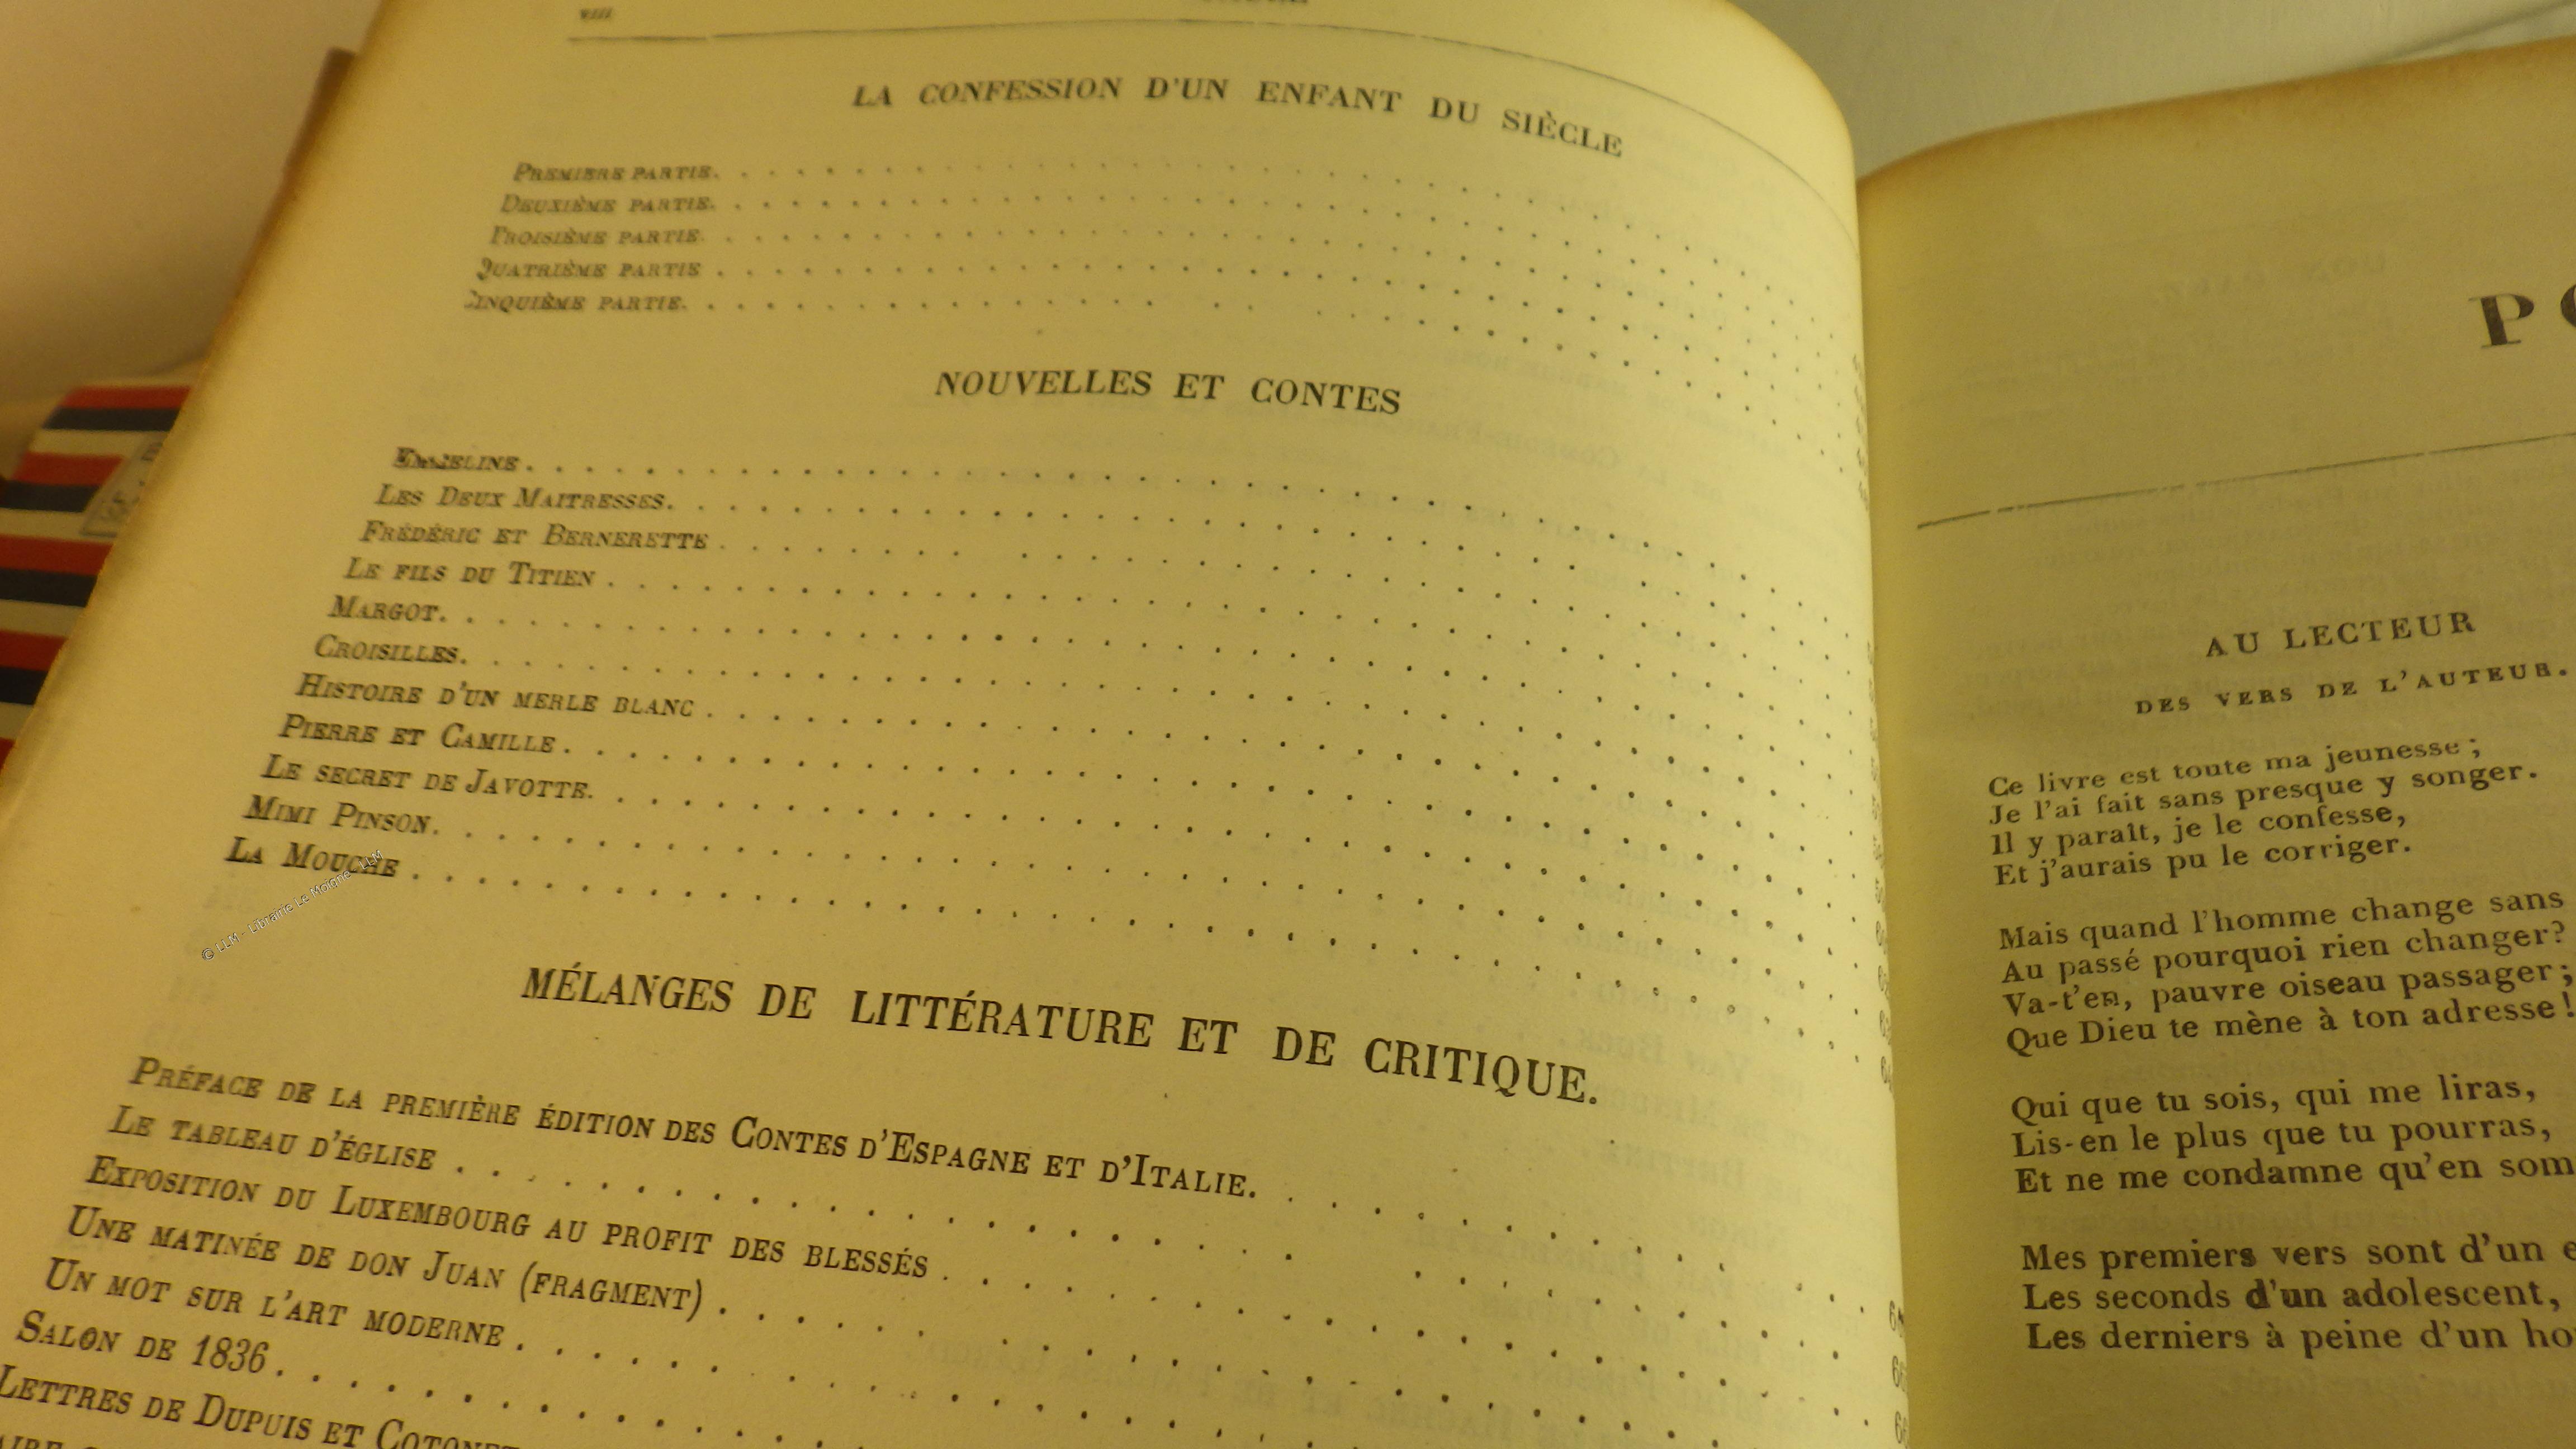 VIII
LA CONFESSION D'UN ENFANT DU SIÈCLE
PREMIERE PARTIE.
DEUXIÈME PARTIE.
TROISIÈME PARTIE.
QUATRIÈME PARTIE
CINQUIÈME PARTIE.
NOUVELLES ET CONTES
EMMELINE.
LES DEUX MAITRESSES.
FRÉDÉRIC ET BERNERETTE
LE FILS DU TITIEN
MARGOT.
CROISILLES.
HISTOIRE D'UN MERLE BLANC
PIERRE ET CAMILLE
LE SECRET DE JAVOTTE.
MIMI PINSON.
LA MOUCHE
© LLM - Librairie Le Moigne - LLM
MÉLANGES DE LITTÉRATURE ET DE CRITIQUE.
PRÉFACE DE LA PREMIÈRE ÉDITION DES CONTES D'ESPAGNE ET D'ITALIE.
LE TABLEAU D'ÉGLISE
EXPOSITION DU LUXEMBOURG AU PROFIT DES BLESSÉS
UNE MATINÉE DE DON JUAN (FRAGMENT)
UN MOT SUR L'ART MODERNE
SALON DE 1836
LETTRES DE DUPUIS ET
AU LECTEUR
DES VERS DE L'AUTEUR.
Ce livre est toute ma jeunesse ;
Je l'ai fait sans presque y songer.
Il y paraît, je le confesse,
Et j'aurais pu le corriger.
Mais quand l'homme change sans
Au passé pourquoi rien changer?
Va-t'en, pauvre oiseau passager ;
Que Dieu te mène à ton adresse!
Qui que tu sois, qui me liras,
Lis-en le plus que tu pourras,
Et ne me condamne qu'en som
Mes premiers vers sont d'un e
Les seconds d'un adolescent,
Les derniers à peine d'un ho